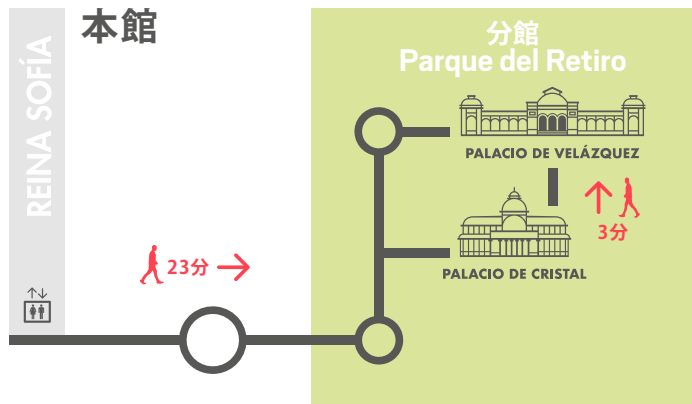 本館
REINA SOFÍA
分館
Parque del Retiro
PALACIO DE VELÁZQUEZ
3分
PALACIO DE CRISTAL
23分